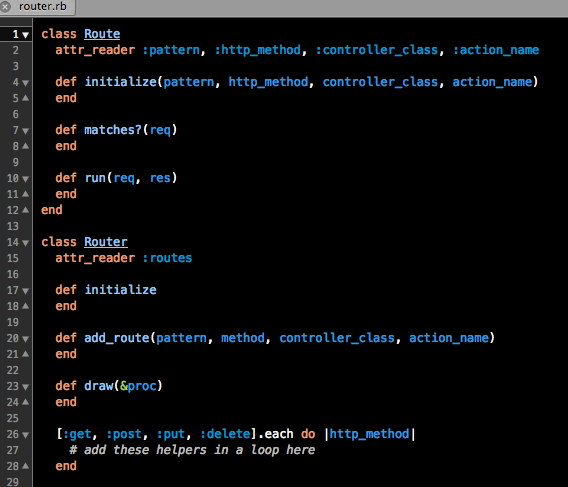 router.rb
1 class Route
2 attr_reader :pattern, :http_method, :controller_class, :action_name
3
4 def initialize(pattern, http_method, controller_class, action_name)
5 end
6
7 def matches?(req)
8 end
9
10 def run(req, res)
11 end
12 end
13
14 class Router
15 attr_reader :routes
16
17 def initialize
18 end
19
20 def add_route(pattern, method, controller_class, action_name)
21 end
22
23 def draw(&proc)
24 end
25
26 [:get, :post, :put, :delete].each do |http_method|
27 # add these helpers in a loop here
28 end
29